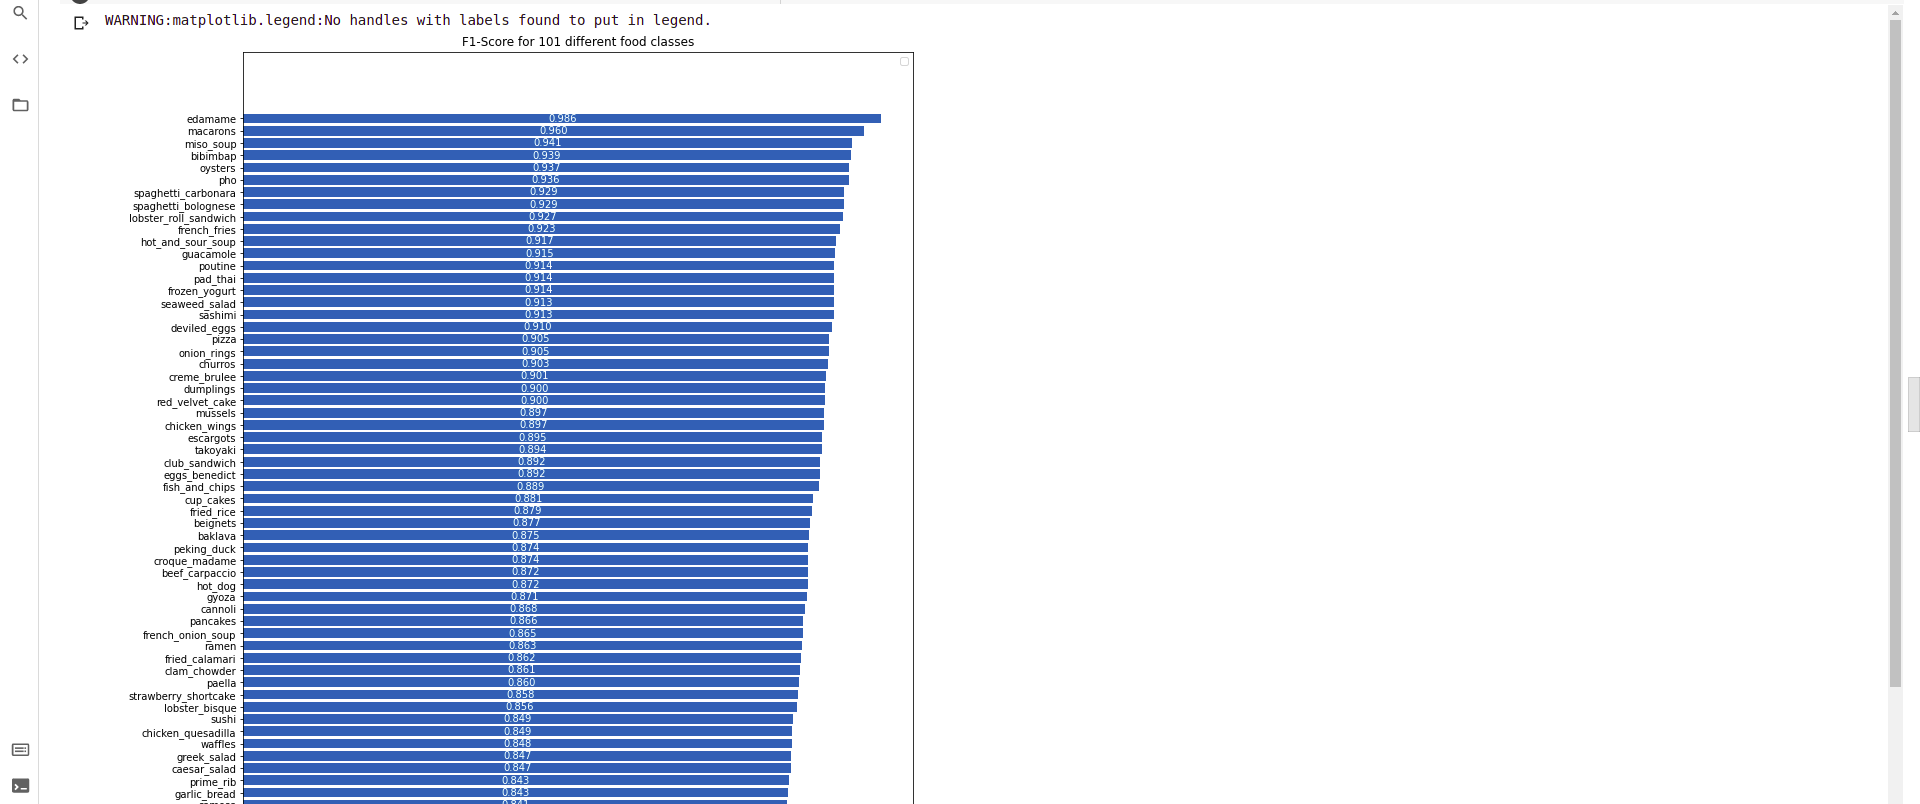 WARNING:matplotlib.legend:No handles with labels found to put in legend.
F1-Score for 101 different food classes
edamame 0.986
macarons 0.960
miso_soup 0.941
bibimbap 0.939
oysters 0.937
pho 0.936
spaghetti_carbonara 0.929
spaghetti_bolognese 0.929
lobster_roll_sandwich 0.927
french_fries 0.923
hot_and_sour_soup 0.917
guacamole 0.915
poutine 0.914
pad_thai 0.914
frozen_yogurt 0.914
seaweed_salad 0.913
sashimi 0.913
deviled_eggs 0.910
pizza 0.905
onion_rings 0.905
churros 0.903
creme_brulee 0.901
dumplings 0.900
red_velvet_cake 0.900
mussels 0.897
chicken_wings 0.897
escargots 0.895
takoyaki 0.894
club_sandwich 0.892
eggs_benedict 0.892
fish_and_chips 0.889
cup_cakes 0.881
fried_rice 0.879
beignets 0.877
baklava 0.875
peking_duck 0.874
croque_madame 0.874
beef_carpaccio 0.872
hot_dog 0.872
gyoza 0.871
cannoli 0.868
pancakes 0.866
french_onion_soup 0.865
ramen 0.863
fried_calamari 0.862
clam_chowder 0.861
paella 0.860
strawberry_shortcake 0.858
lobster_bisque 0.856
sushi 0.849
chicken_quesadilla 0.849
waffles 0.848
greek_salad 0.847
caesar_salad 0.847
prime_rib 0.843
garlic_bread 0.843
0.841